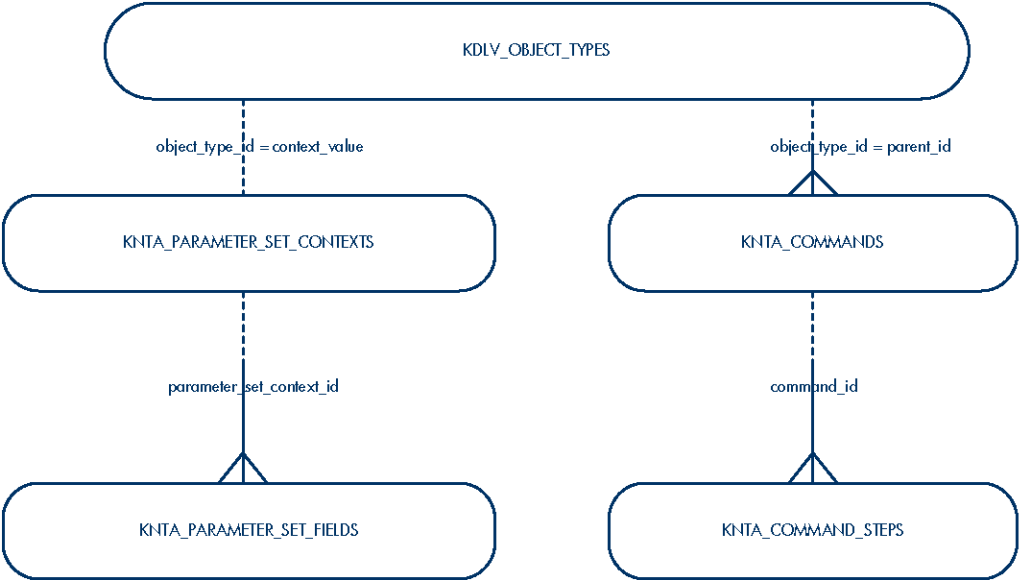 KDLV_OBJECT_TYPES
object_type_id = context_value
object_type_id = parent_id
KNTA_PARAMETER_SET_CONTEXTS
KNTA_COMMANDS
parameter_set_context_id
command_id
KNTA_PARAMETER_SET_FIELDS
KNTA_COMMAND_STEPS